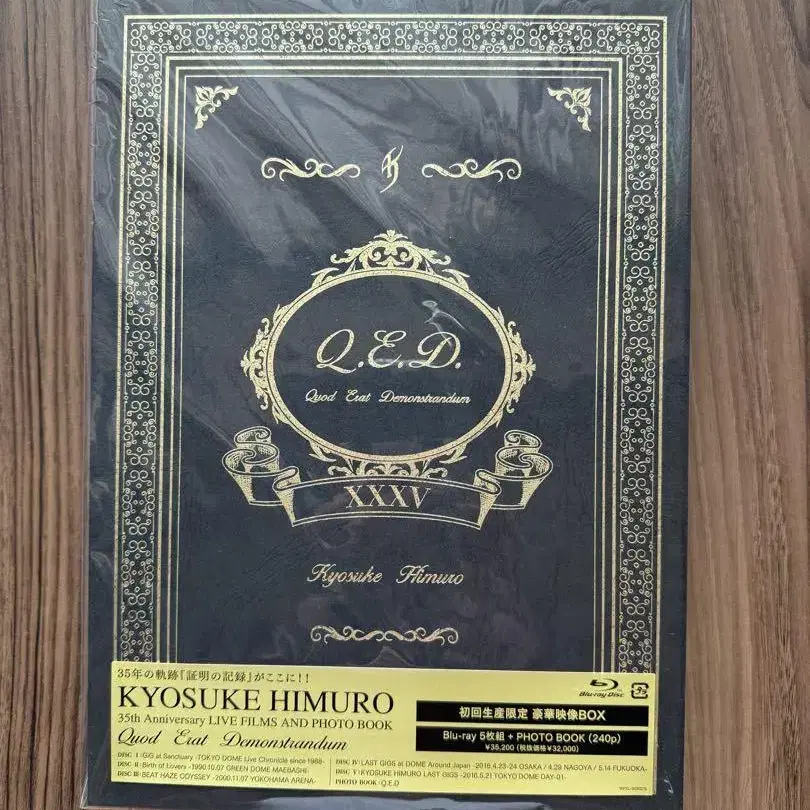 Q.E.D.
Quod Erat Demonstrandum
XXXV
Kyosuke Himuro
35年の軌跡「証明の記録」がここに!!
KYOSUKE HIMURO
35th Anniversary LIVE FILMS AND PHOTO BOOK
Quod Erat Demonstrandum
DISC I :GIG at Sanctuary -TOKYO DOME Live Chronicle since 1988-
DISC II :Birth of Lovers -1990.10.07 GREEN DOME MAEBASHI-
DISC III :BEAT HAZE ODYSSEY -2000.11.07 YOKOHAMA ARENA-
DISC IV :LAST GIGS at DOME Around Japan -2016.4.23-24 OSAKA / 4.29 NAGOYA / 5.14 FUKUOKA-
DISC V :KYOSUKE HIMURO LAST GIGS -2016.5.21 TOKYO DOME DAY-01-
PHOTO BOOK :Q.E.D
Blu-ray Disc
初回生産限定 豪華映像BOX
Blu-ray 5枚組 + PHOTO BOOK (240p)
¥35,200 (税抜価格¥32,000)